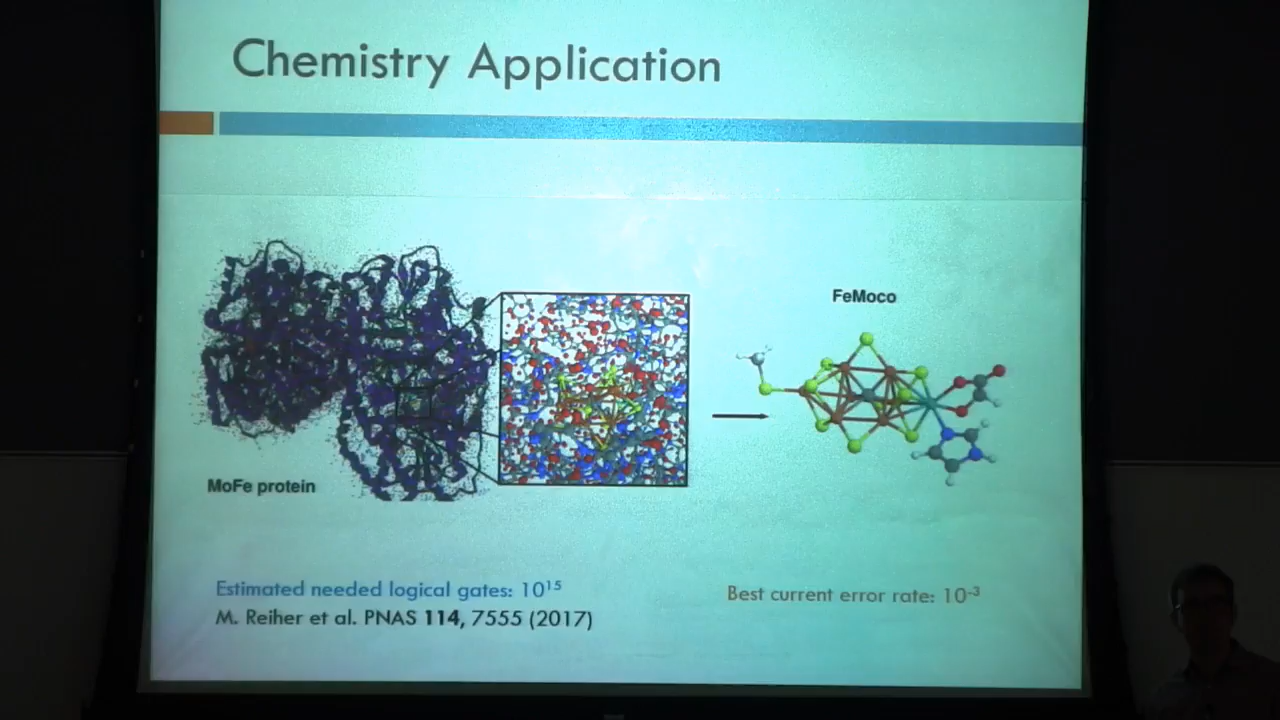 Chemistry Application
FeMoco
MoFe protein
Estimated needed logical gates: 10¹⁵
Best current error rate: 10⁻³
M. Reiher et al. PNAS 114, 7555 (2017)